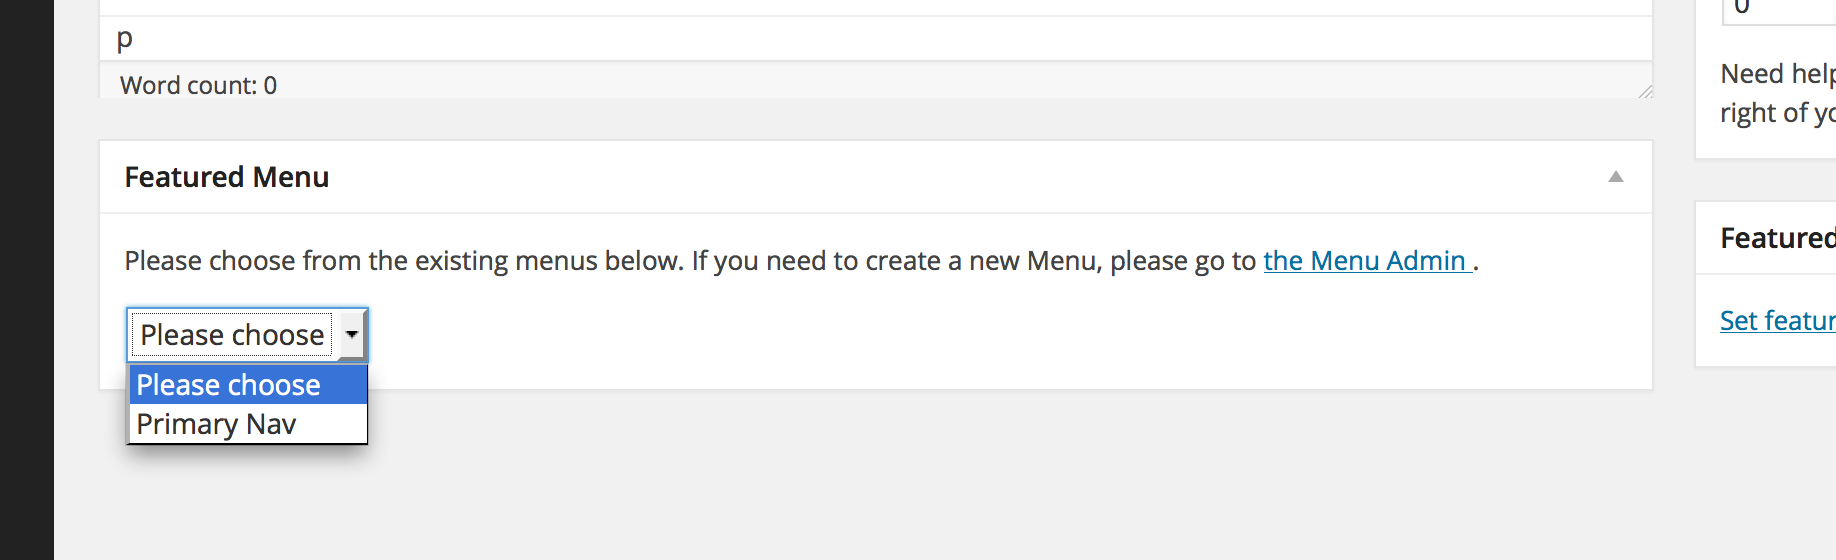 p
Word count: 0
Featured Menu
Please choose from the existing menus below. If you need to create a new Menu, please go to the Menu Admin .
Please choose
Please choose
Primary Nav
0
Need help
right of yo
Featured
Set featur